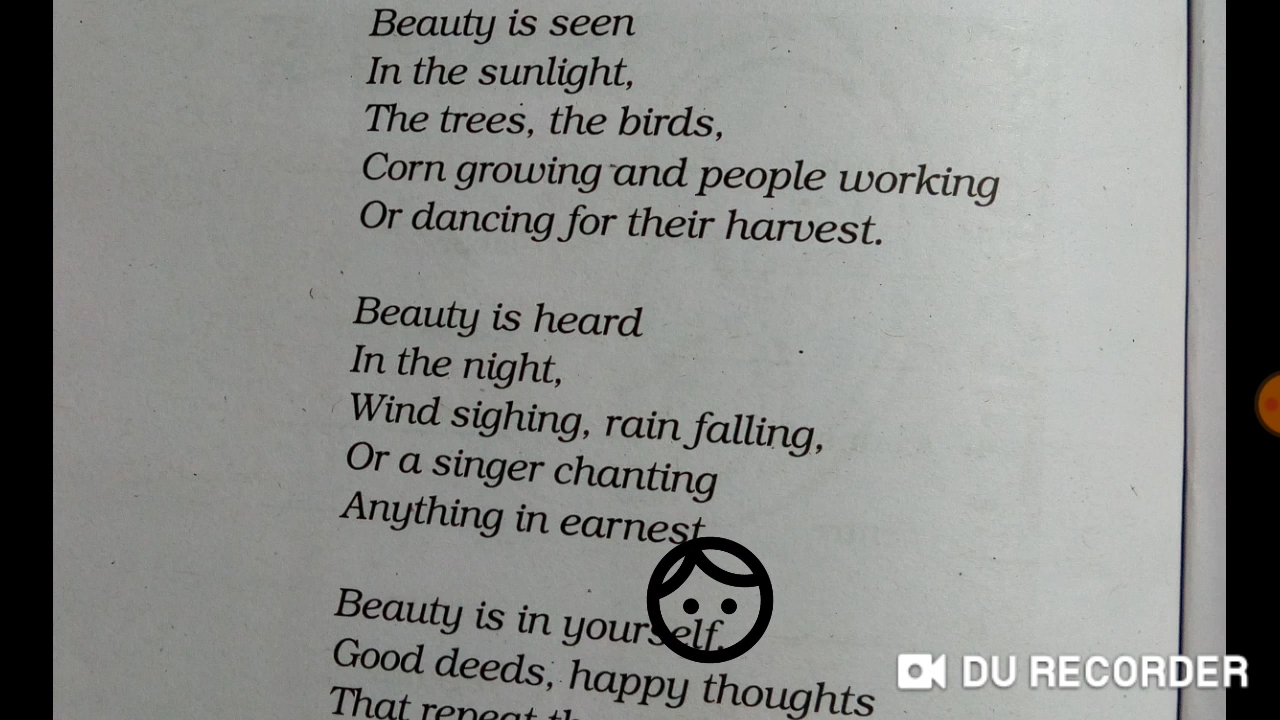 Beauty is seen
In the sunlight,
The trees, the birds,
Corn growing and people working
Or dancing for their harvest.
Beauty is heard
In the night,
Wind sighing, rain falling,
Or a singer chanting
Anything in earnest
Beauty is in yourself.
Good deeds, happy thoughts
That repeat
DU RECORDER